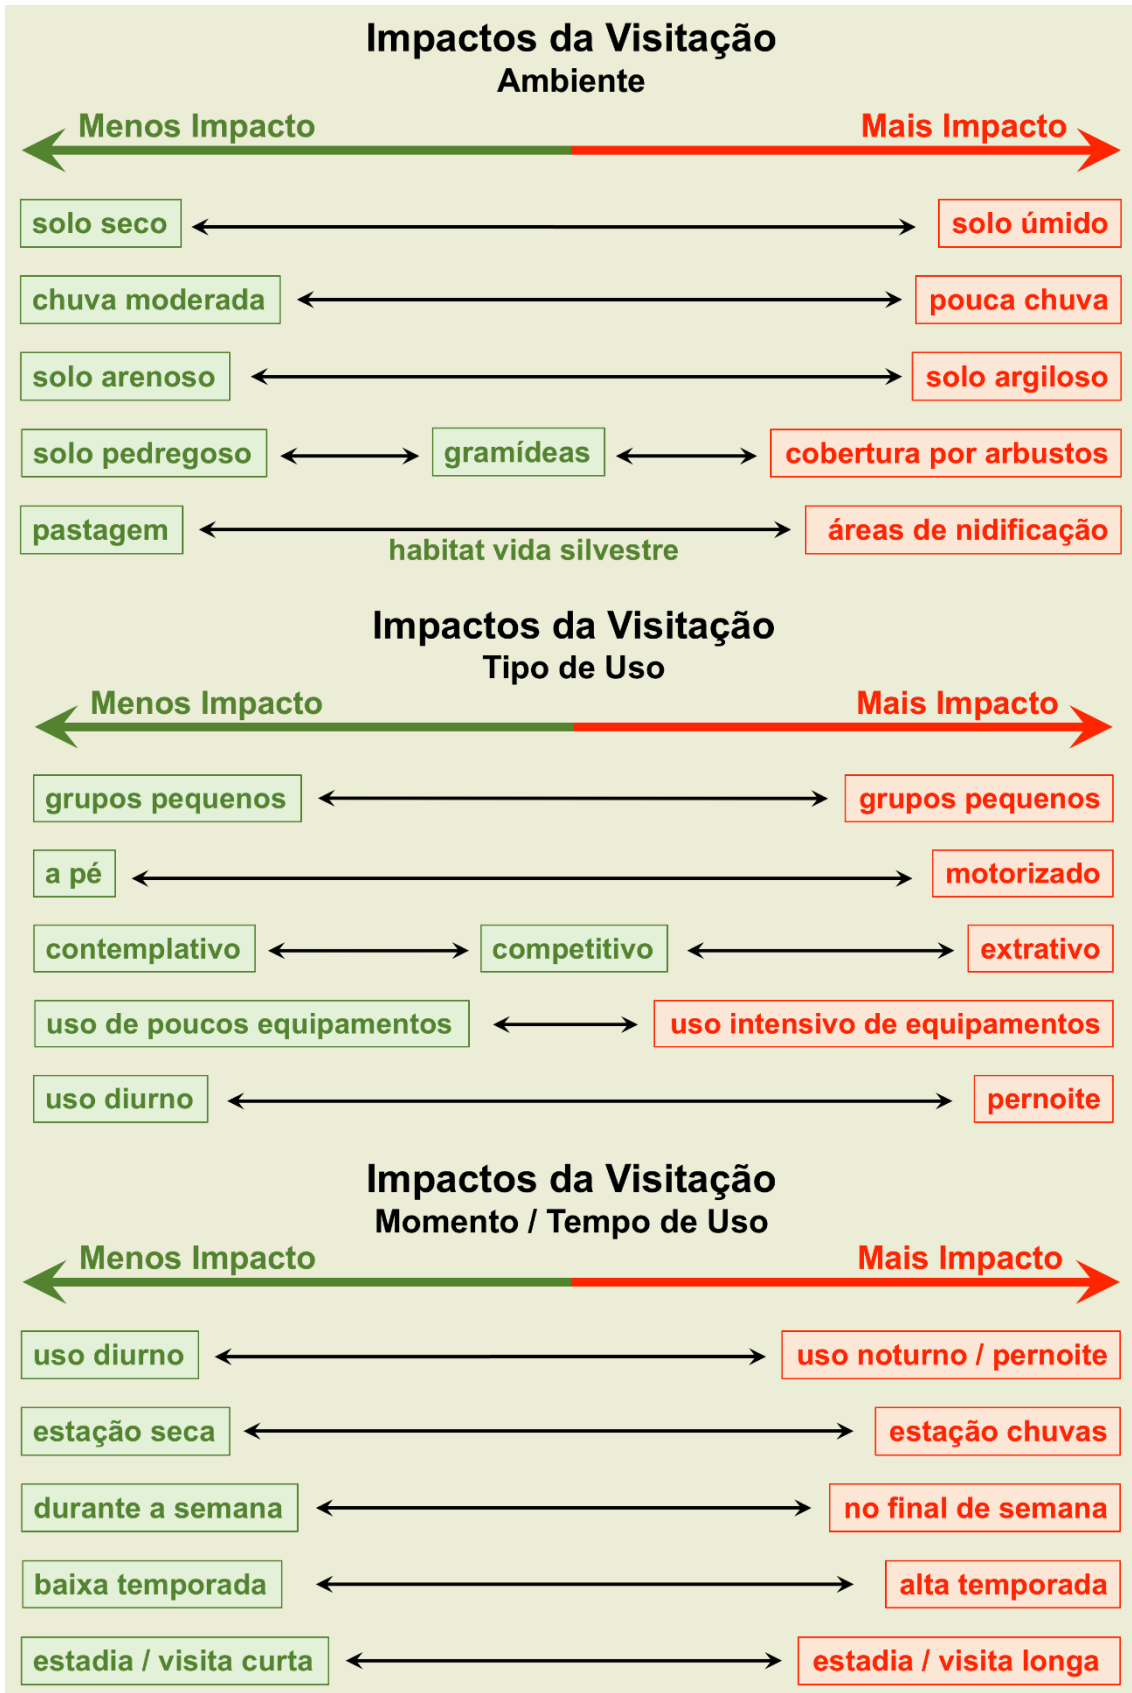 Impactos da Visitação
Ambiente
Menos Impacto Mais Impacto
solo seco solo úmido
chuva moderada pouca chuva
solo arenoso solo argiloso
solo pedregoso gramídeas cobertura por arbustos
pastagem áreas de nidificação
habitat vida silvestre
Impactos da Visitação
Tipo de Uso
Menos Impacto Mais Impacto
grupos pequenos grupos pequenos
a pé motorizado
contemplativo competitivo extrativo
uso de poucos equipamentos uso intensivo de equipamentos
uso diurno pernoite
Impactos da Visitação
Momento / Tempo de Uso
Menos Impacto Mais Impacto
uso diurno uso noturno / pernoite
estação seca estação chuvas
durante a semana no final de semana
baixa temporada alta temporada
estadia / visita curta estadia / visita longa